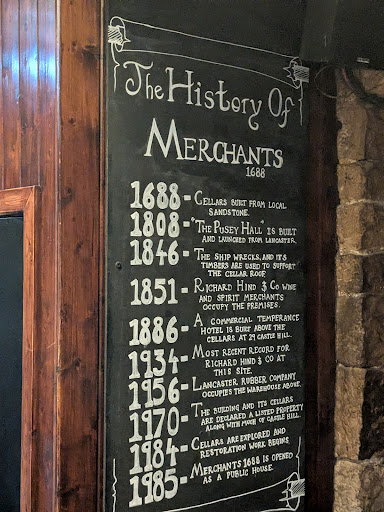 The History Of
MERCHANTS
1688
1688- CELLARS BUILT FROM LOCAL
SANDSTONE.
1808- "THE PUSEY HALL" IS BUILT
AND LAUNCHED FROM LANCASTER.
1846- THE SHIP WRECKS, AND ITS
TIMBERS ARE USED TO SUPPORT
THE CELLAR ROOF.
1851- RICHARD HIND & CO WINE
AND SPIRIT MERCHANTS
OCCUPY THE PREMISES.
1886- A COMMERCIAL TEMPERANCE
HOTEL IS BUILT ABOVE THE
CELLARS AT 29 CASTLE HILL.
1934- MOST RECENT RECORD FOR
RICHARD HIND & CO AT
THIS SITE.
1956- LANCASTER RUBBER COMPANY
OCCUPIES THE WAREHOUSE ABOVE.
1970- THE BUILDING AND ITS CELLARS
ARE DECLARED A LISTED PROPERTY
ALONG WITH MUCH OF CASTLE HILL.
1984- CELLARS ARE EXPLORED AND
RESTORATION WORK BEGINS.
1985- MERCHANTS 1688 IS OPENED
AS A PUBLIC HOUSE.